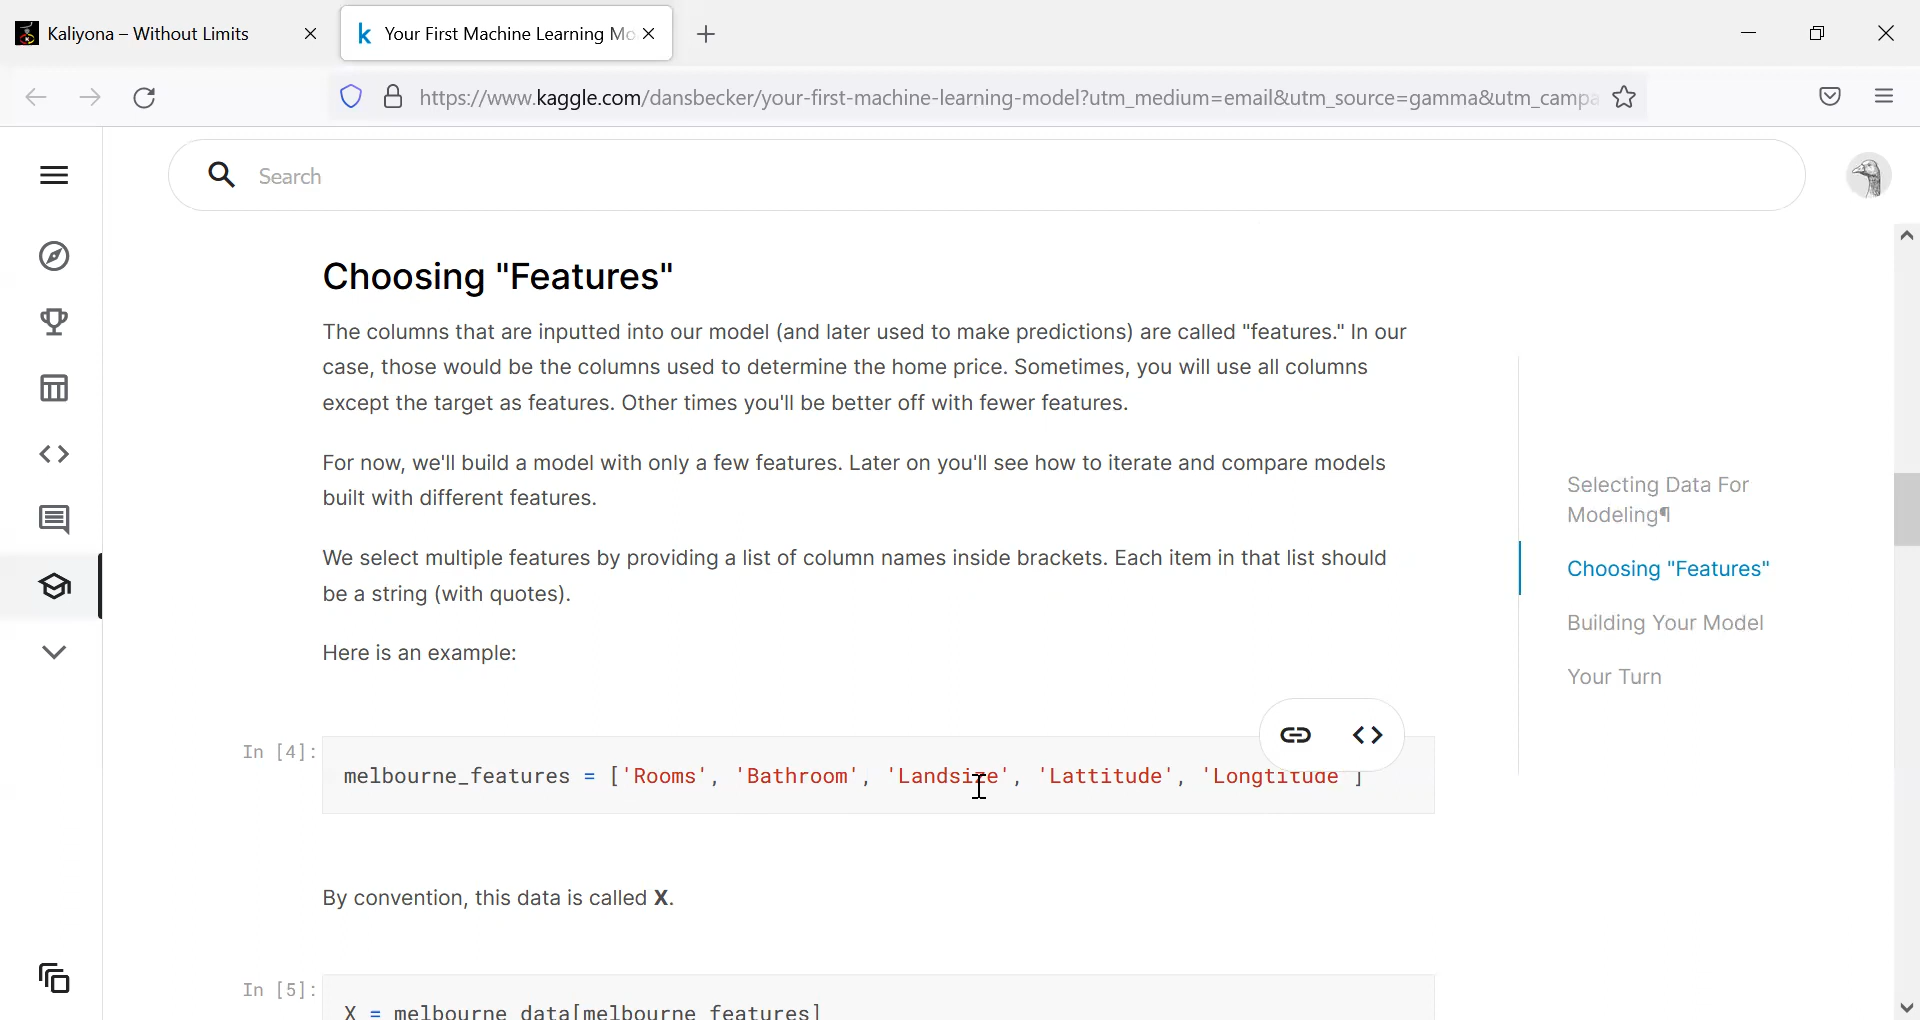 Kaliyona – Without Limits
Your First Machine Learning Mo
https://www.kaggle.com/dansbecker/your-first-machine-learning-model?utm_medium=email&utm_source=gamma&utm_campa
Search
Choosing "Features"
The columns that are inputted into our model (and later used to make predictions) are called "features." In our
case, those would be the columns used to determine the home price. Sometimes, you will use all columns
except the target as features. Other times you'll be better off with fewer features.
For now, we'll build a model with only a few features. Later on you'll see how to iterate and compare models
built with different features.
We select multiple features by providing a list of column names inside brackets. Each item in that list should
be a string (with quotes).
Here is an example:
In [4]:
melbourne_features = ['Rooms', 'Bathroom', 'Landsize', 'Lattitude', 'Longtitude']
By convention, this data is called X.
In [5]:
X = melbourne_data[melbourne_features]
Selecting Data For
Modeling¶
Choosing "Features"
Building Your Model
Your Turn